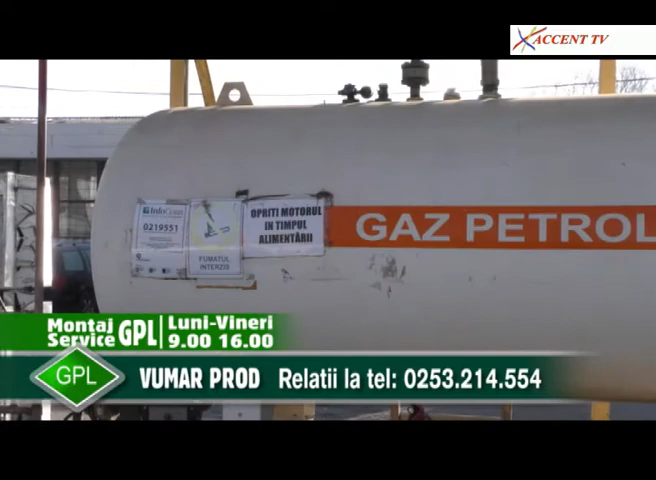 ACCENT TV
InfoCons
0219551
FUMATUL
INTERZIS
OPRITI MOTORUL
IN TIMPUL
ALIMENTĂRII
GAZ PETROL
Montaj
Service GPL
Luni-Vineri
9.00 16.00
GPL
VUMAR PROD
Relatii la tel: 0253.214.554